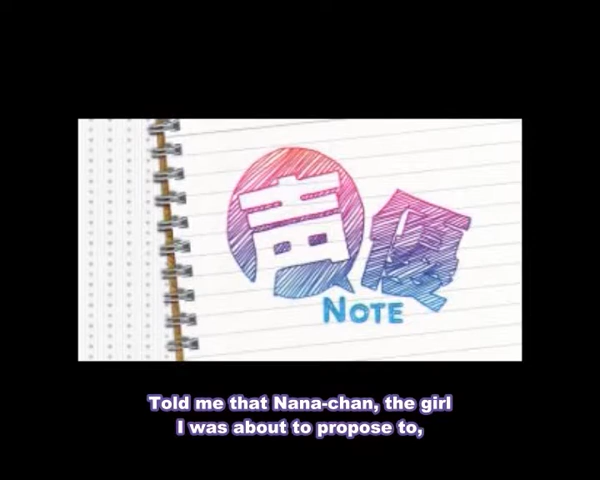 声優
NOTE
Told me that Nana-chan, the girl
I was about to propose to,